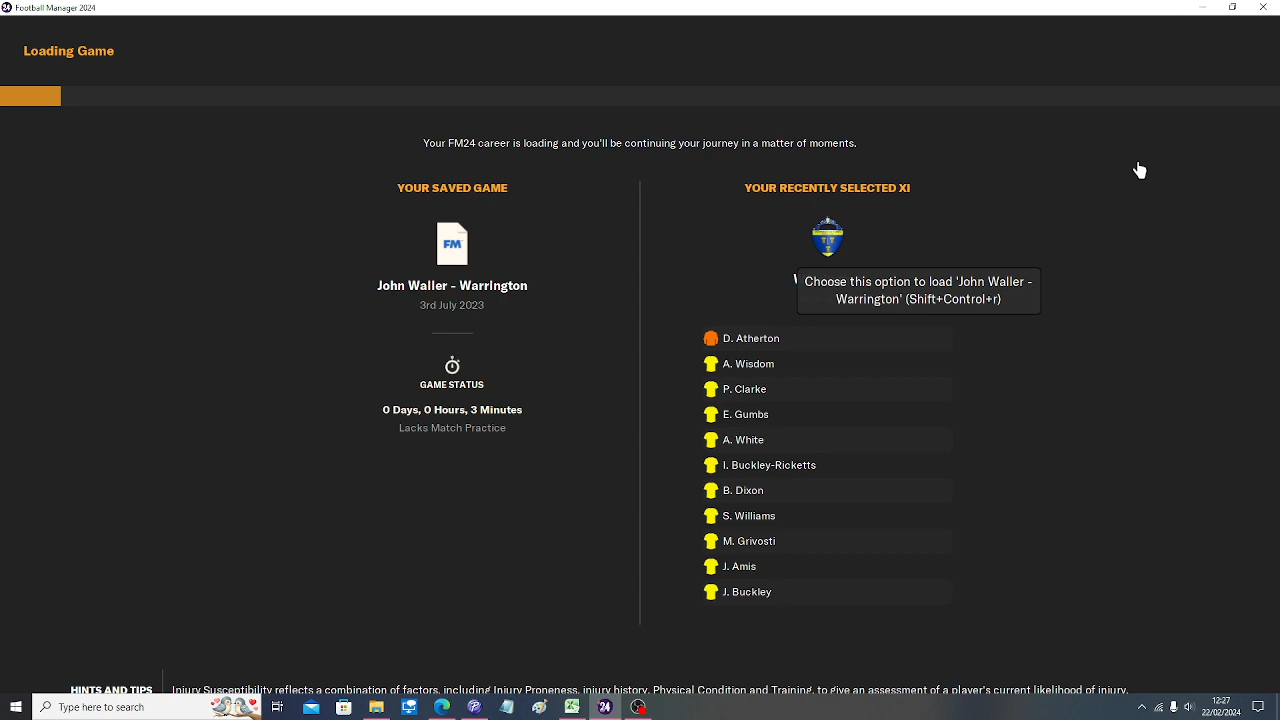 Football Manager 2024
Loading Game
Your FM24 career is loading and you'll be continuing your journey in a matter of moments.
YOUR SAVED GAME
FM
John Waller - Warrington
3rd July 2023
GAME STATUS
0 Days, 0 Hours, 3 Minutes
Lacks Match Practice
YOUR RECENTLY SELECTED XI
Choose this option to load 'John Waller -
Warrington' (Shift+Control+r)
D. Atherton
A. Wisdom
P. Clarke
E. Gumbs
A. White
I. Buckley-Ricketts
B. Dixon
S. Williams
M. Grivosti
J. Amis
J. Buckley
HINTS AND TIPS
Injury Susceptibility reflects a combination of factors, including Injury Proneness, injury history, Physical Condition and Training, to give an assessment of a player's current likelihood of injury.
Type here to search
24
12:27
22/02/2024